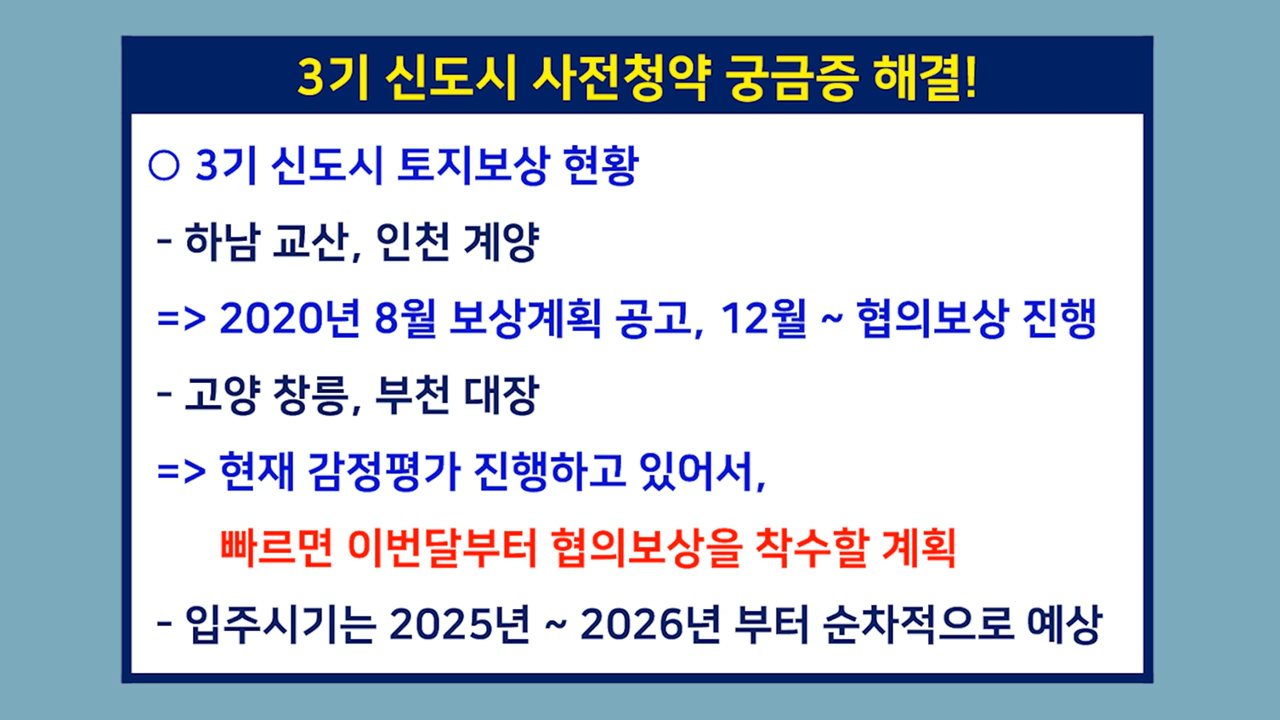 3기 신도시 사전청약 궁금증 해결!
○ 3기 신도시 토지보상 현황
- 하남 교산, 인천 계양
=> 2020년 8월 보상계획 공고, 12월 ~ 협의보상 진행
- 고양 창릉, 부천 대장
=> 현재 감정평가 진행하고 있어서,
빠르면 이번달부터 협의보상을 착수할 계획
- 입주시기는 2025년 ~ 2026년 부터 순차적으로 예상